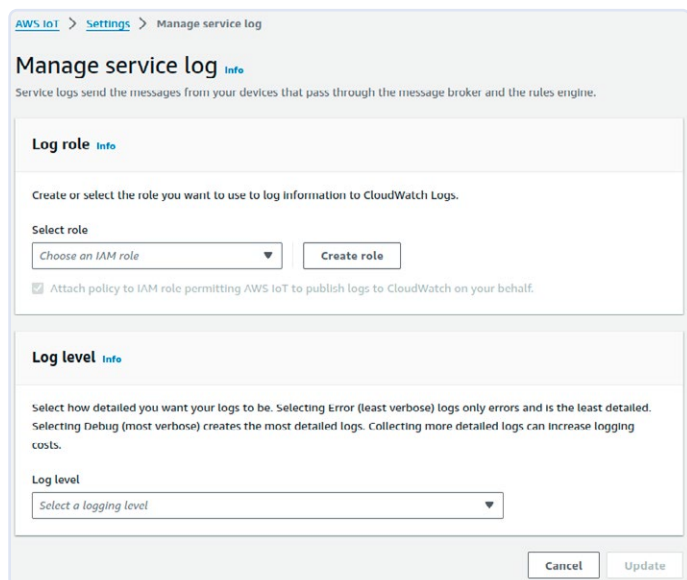 AWS IoT > Settings > Manage service log
Manage service log Info
Service logs send the messages from your devices that pass through the message broker and the rules engine.
Log role Info
Create or select the role you want to use to log information to CloudWatch Logs.
Select role
Choose an IAM role
Create role
Attach policy to IAM role permitting AWS IoT to publish logs to CloudWatch on your behalf.
Log level Info
Select how detailed you want your logs to be. Selecting Error (least verbose) logs only errors and is the least detailed.
Selecting Debug (most verbose) creates the most detailed logs. Collecting more detailed logs can increase logging
costs.
Log level
Select a logging level
Cancel Update